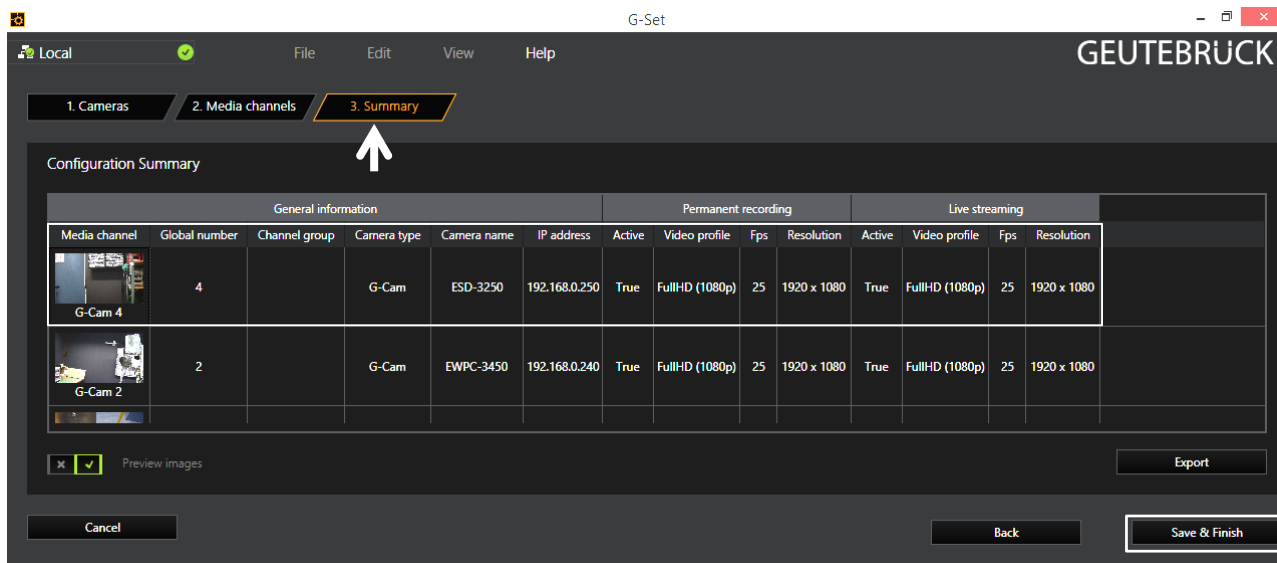 G-Set
Local File Edit View Help GEUTEBRÜCK
1. Cameras 2. Media channels 3. Summary
Configuration Summary
General information Permanent recording Live streaming
Media channel Global number Channel group Camera type Camera name IP address Active Video profile Fps Resolution Active Video profile Fps Resolution
4 G-Cam ESD-3250 192.168.0.250 True FullHD (1080p) 25 1920 x 1080 True FullHD (1080p) 25 1920 x 1080
G-Cam 4
2 G-Cam EWPC-3450 192.168.0.240 True FullHD (1080p) 25 1920 x 1080 True FullHD (1080p) 25 1920 x 1080
G-Cam 2
Preview images Export
Cancel Back Save & Finish